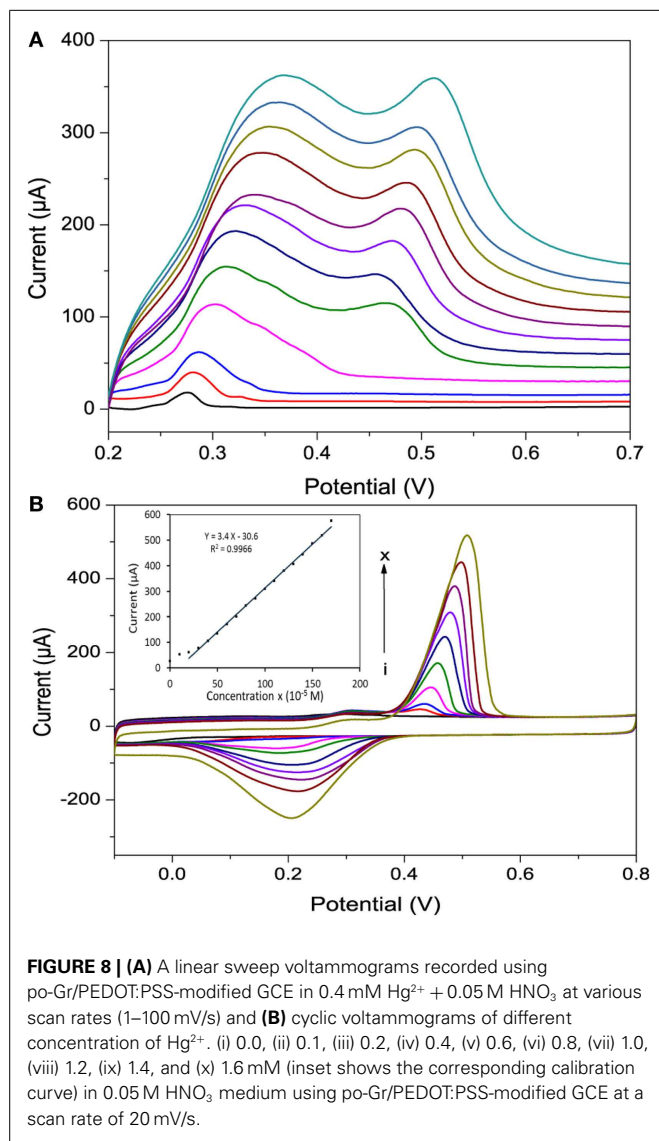 A
400
300
200
100
0
Current (µA)
0.2 0.3 0.4 0.5 0.6 0.7
Potential (V)
B
600
400
200
0
-200
Current (µA)
600
500
400
300
200
100
0
Current (µA)
Y = 3.4 X - 30.6
R² = 0.9966
0 100 200
Concentration x (10⁻⁵ M)
x
i
0.0 0.2 0.4 0.6 0.8
Potential (V)
FIGURE 8 | (A) A linear sweep voltammograms recorded using
po-Gr/PEDOT:PSS-modified GCE in 0.4 mM Hg²⁺ + 0.05 M HNO₃ at various
scan rates (1–100 mV/s) and (B) cyclic voltammograms of different
concentration of Hg²⁺. (i) 0.0, (ii) 0.1, (iii) 0.2, (iv) 0.4, (v) 0.6, (vi) 0.8, (vii) 1.0,
(viii) 1.2, (ix) 1.4, and (x) 1.6 mM (inset shows the corresponding calibration
curve) in 0.05 M HNO₃ medium using po-Gr/PEDOT:PSS-modified GCE at a
scan rate of 20 mV/s.